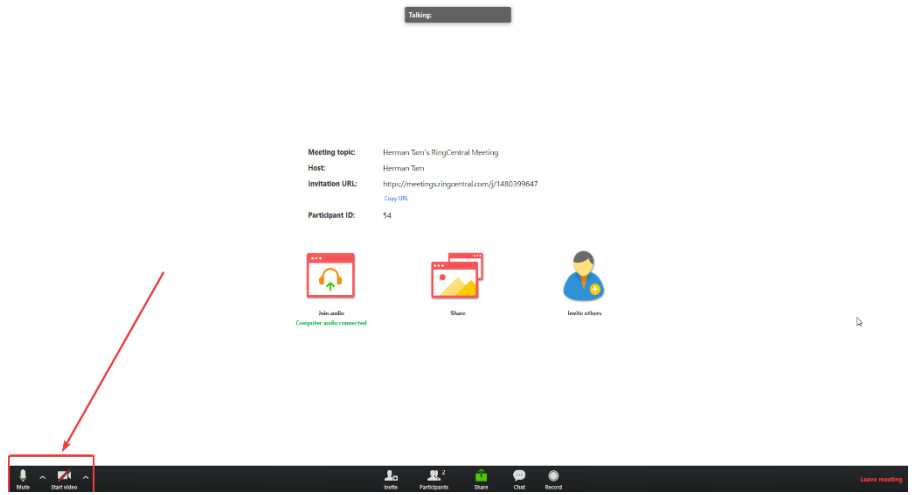 Talking:
Meeting topic: Herman Tam's RingCentral Meeting
Host: Herman Tam
Invitation URL: https://meetings.ringcentral.com/j/1480399647
Copy URL
Participant ID: 54
Join audio Share Invite others
Computer audio connected
2
Mute Start video Invite Participants Share Chat Record Leave meeting